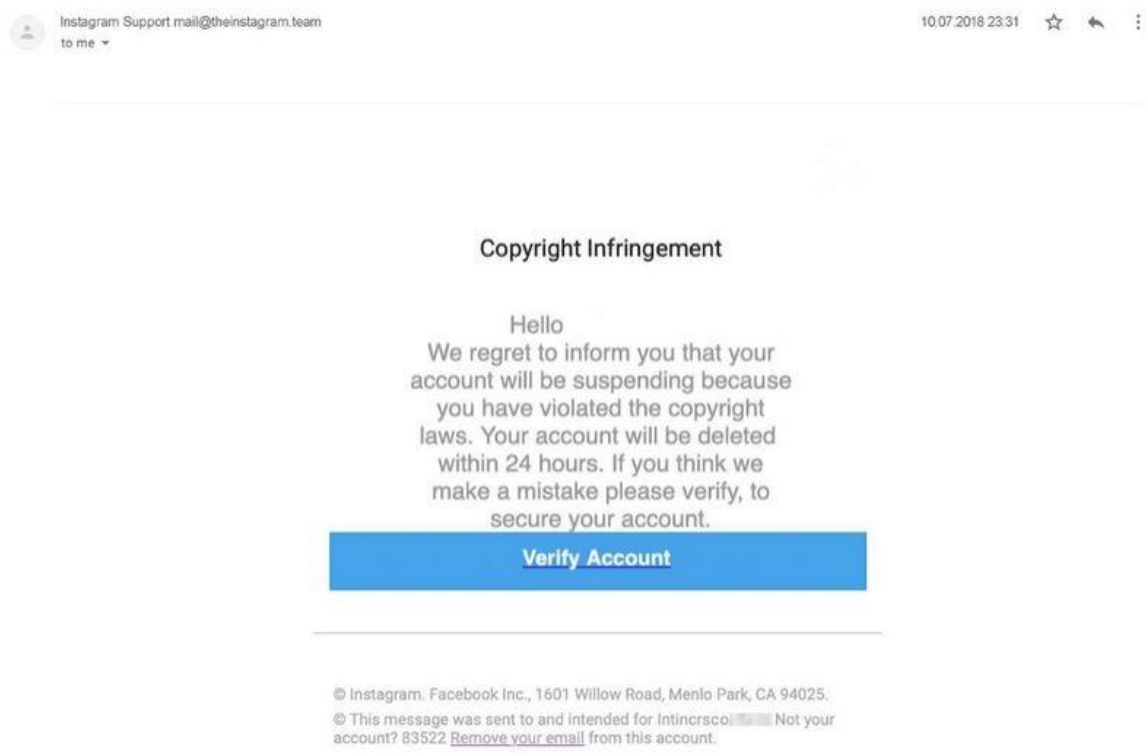 Instagram Support mail@theinstagram.team
10.07.2018 23:31
to me
Copyright Infringement
Hello
We regret to inform you that your
account will be suspending because
you have violated the copyright
laws. Your account will be deleted
within 24 hours. If you think we
make a mistake please verify, to
secure your account.
Verify Account
© Instagram. Facebook Inc., 1601 Willow Road, Menlo Park, CA 94025.
© This message was sent to and intended for Not your
account? 83522 Remove your email from this account.